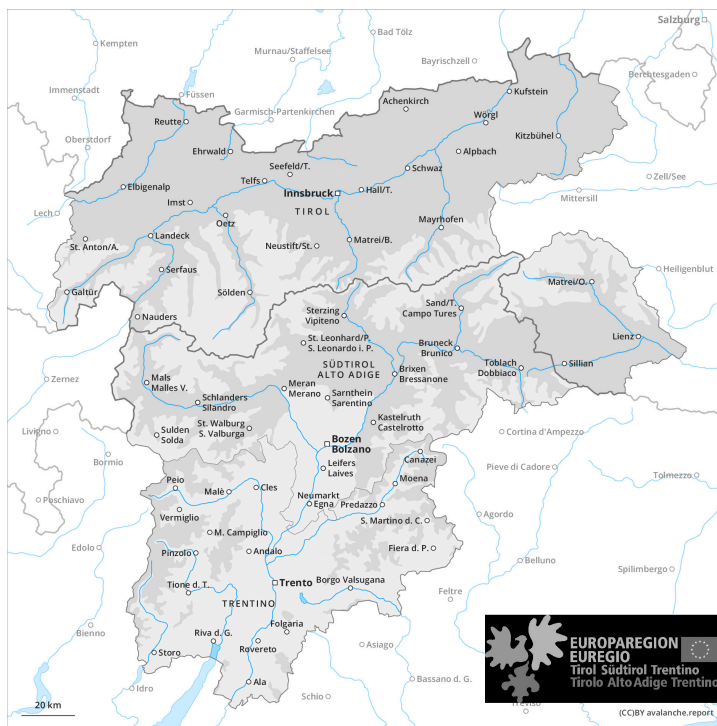 Salzburg
Kempten
Bad Tölz
Murnau/Staffelsee
Bayrischzell
Berchtesgaden
Immenstadt
Füssen
Garmisch-Partenkirchen
Achenkirch
Kufstein
Reutte
Wörgl
Oberstdorf
Ehrwald
Kitzbühel
Alpbach
Seefeld/T.
Schwaz
Zell/See
Telfs
Elbigenalp
Innsbruck
Hall/T.
Mittersill
Imst
Lech
TIROL
Oetz
Mayrhofen
Landeck
St. Anton/A.
Neustift/St.
Matrei/B.
Serfaus
Heiligenblut
Galtür
Sölden
Matrei/O.
Sand/T.
Campo Tures
Nauders
Sterzing
Vipiteno
Lienz
St. Leonhard/P.
S. Leonardo i. P.
Bruneck
Brunico
Toblach
Dobbiaco
Sillian
SÜDTIROL
ALTO ADIGE
Brixen
Bressanone
Zernez
Mals
Malles V.
Meran
Merano
Schlanders
Silandro
Sarnthein
Sarentino
Kastelruth
Castelrotto
St. Walburg
S. Valburga
Livigno
Sulden
Solda
Cortina d'Ampezzo
Bozen
Bolzano
Canazei
Bormio
Leifers
Laives
Pieve di Cadore
Tolmezzo
Peio
Moena
Malè
Cles
Neumarkt
Egna
Predazzo
Poschiavo
Vermiglio
Agordo
S. Martino d. C.
M. Campiglio
Edolo
Pinzolo
Andalo
Fiera d. P.
Belluno
Spilimbergo
Trento
Borgo Valsugana
Tione d. T.
Feltre
TRENTINO
Folgaria
Bienno
Riva d. G.
Rovereto
Asiago
Storo
Bassano d. G.
Ala
Idro
Schio
Treviso
EUROPAREGION
EUREGIO
Tirol Südtirol Trentino
Tirolo Alto Adige Trentino
20 km
(CC)BY avalanche.report